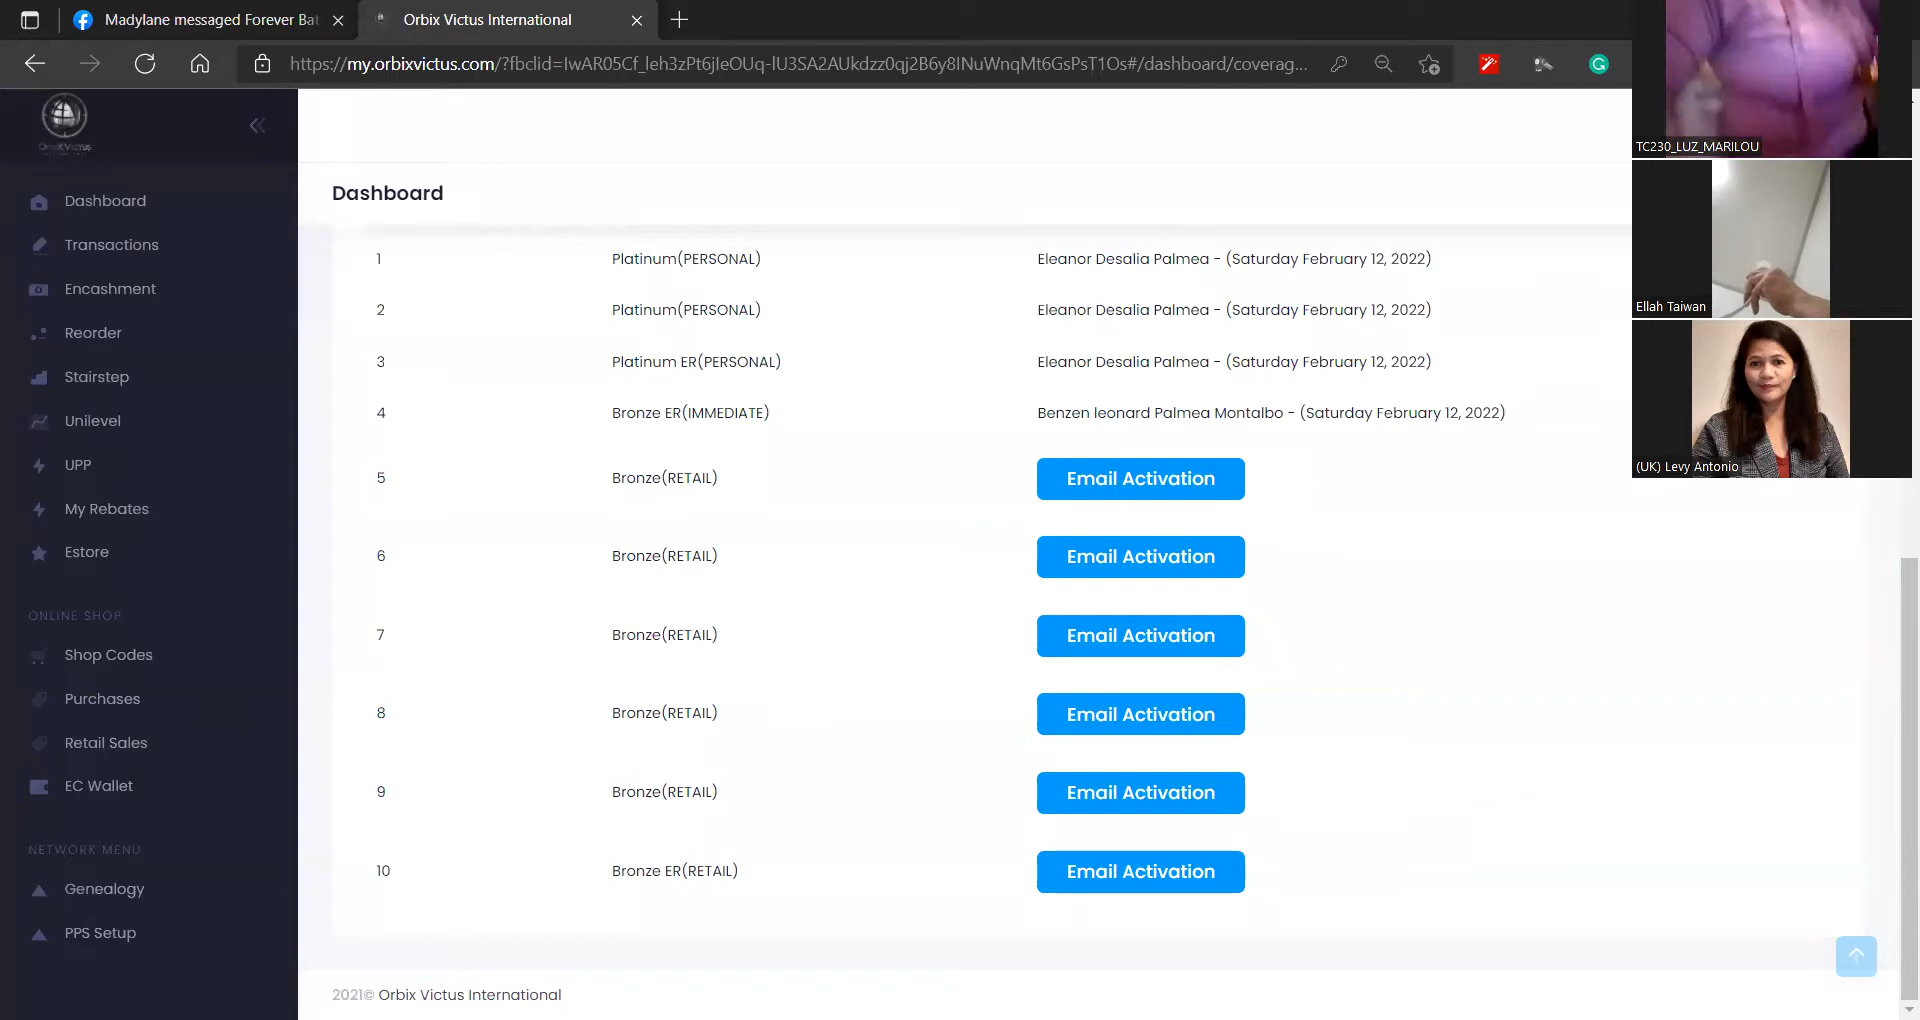 Madylane messaged Forever Bat
Orbix Victus International
https://my.orbixvictus.com/?fbclid=IwAR05Cf_leh3zPt6jIeOUq-lU3SA2AUkdzz0qj2B6y8INuWnqMt6GsPsT1Os#/dashboard/coverag...
Dashboard
Transactions
Encashment
Reorder
Stairstep
Unilevel
UPP
My Rebates
Estore
ONLINE SHOP
Shop Codes
Purchases
Retail Sales
EC Wallet
NETWORK MENU
Genealogy
PPS Setup
Dashboard
1 Platinum(PERSONAL) Eleanor Desalia Palmea - (Saturday February 12, 2022)
2 Platinum(PERSONAL) Eleanor Desalia Palmea - (Saturday February 12, 2022)
3 Platinum ER(PERSONAL) Eleanor Desalia Palmea - (Saturday February 12, 2022)
4 Bronze ER(IMMEDIATE) Benzen leonard Palmea Montalbo - (Saturday February 12, 2022)
5 Bronze(RETAIL) Email Activation
6 Bronze(RETAIL) Email Activation
7 Bronze(RETAIL) Email Activation
8 Bronze(RETAIL) Email Activation
9 Bronze(RETAIL) Email Activation
10 Bronze ER(RETAIL) Email Activation
2021© Orbix Victus International
TC230_LUZ_MARILOU
Ellah Taiwan
(UK) Levy Antonio